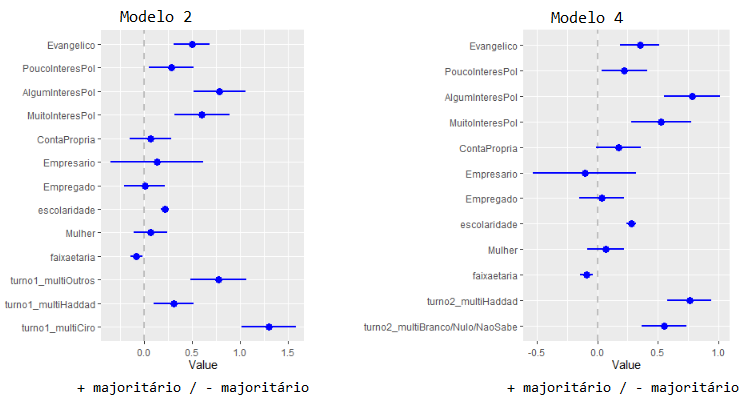 Modelo 2
Evangelico
PoucoInteresPol
AlgumInteresPol
MuitoInteresPol
ContaPropria
Empresario
Empregado
escolaridade
Mulher
faixaetaria
turno1_multiOutros
turno1_multiHaddad
turno1_multiCiro
0.0 0.5 1.0 1.5
Value
+ majoritário / - majoritário
Modelo 4
Evangelico
PoucoInteresPol
AlgumInteresPol
MuitoInteresPol
ContaPropria
Empresario
Empregado
escolaridade
Mulher
faixaetaria
turno2_multiHaddad
turno2_multiBranco/Nulo/NaoSabe
-0.5 0.0 0.5 1.0
Value
+ majoritário / - majoritário